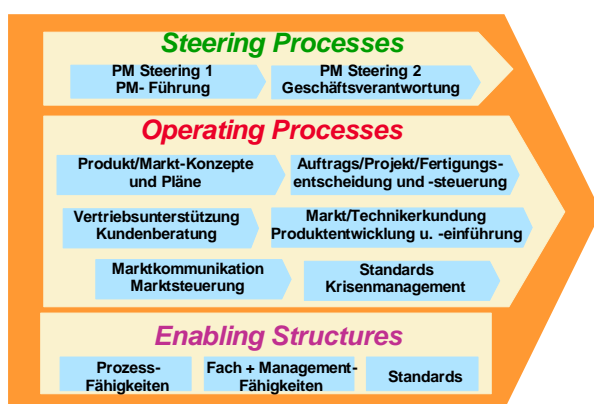 Steering Processes
PM Steering 1
PM- Führung
PM Steering 2
Geschäftsverantwortung
Operating Processes
Produkt/Markt-Konzepte
und Pläne
Auftrags/Projekt/Fertigungs-
entscheidung und -steuerung
Vertriebsunterstützung
Kundenberatung
Markt/Technikerkundung
Produktentwicklung u. -einführung
Marktkommunikation
Marktsteuerung
Standards
Krisenmanagement
Enabling Structures
Prozess-
Fähigkeiten
Fach + Management-
Fähigkeiten
Standards